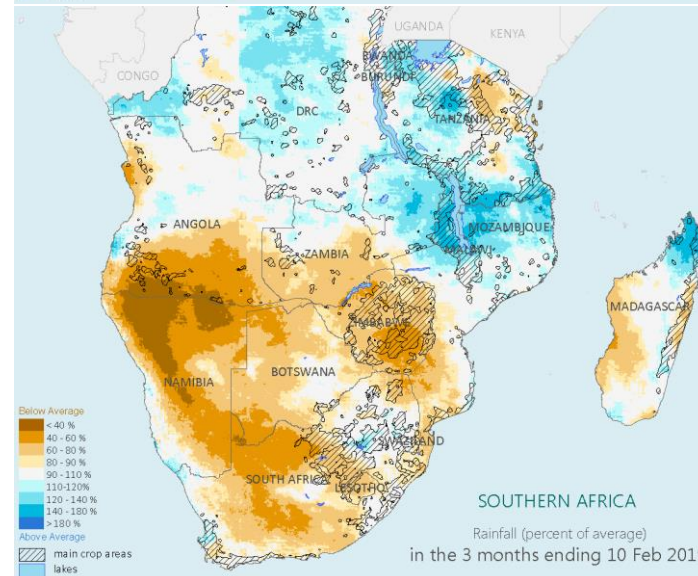 UGANDA
KENYA
CONGO
RWANDA
BURUNDI
DRC
TANZANIA
ANGOLA
ZAMBIA
MALAWI
MOZAMBIQUE
ZIMBABWE
MADAGASCAR
NAMIBIA
BOTSWANA
SWAZILAND
SOUTH AFRICA
LESOTHO
Below Average
< 40 %
40 - 60 %
60 - 80 %
80 - 90 %
90 - 110 %
110-120%
120 - 140%
140 - 180 %
>180 %
Above Average
main crop areas
lakes
SOUTHERN AFRICA
Rainfall (percent of average)
in the 3 months ending 10 Feb 201